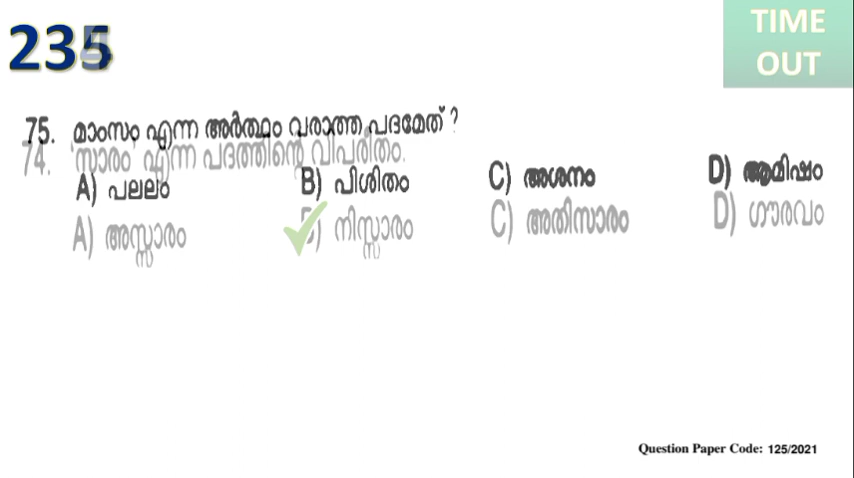 235
TIME
OUT
75. മാംസം എന്ന അർത്ഥം വരാത്ത പദമേത് ?
74. 'സാരം' എന്ന പദത്തിന്റെ വിപരീതം.
A) പലലം B) പിശിതം C) അശനം D) ആമിഷം
A) അസ്സാരം B) നിസ്സാരം C) അതിസാരം D) ഗൗരവം
Question Paper Code: 125/2021